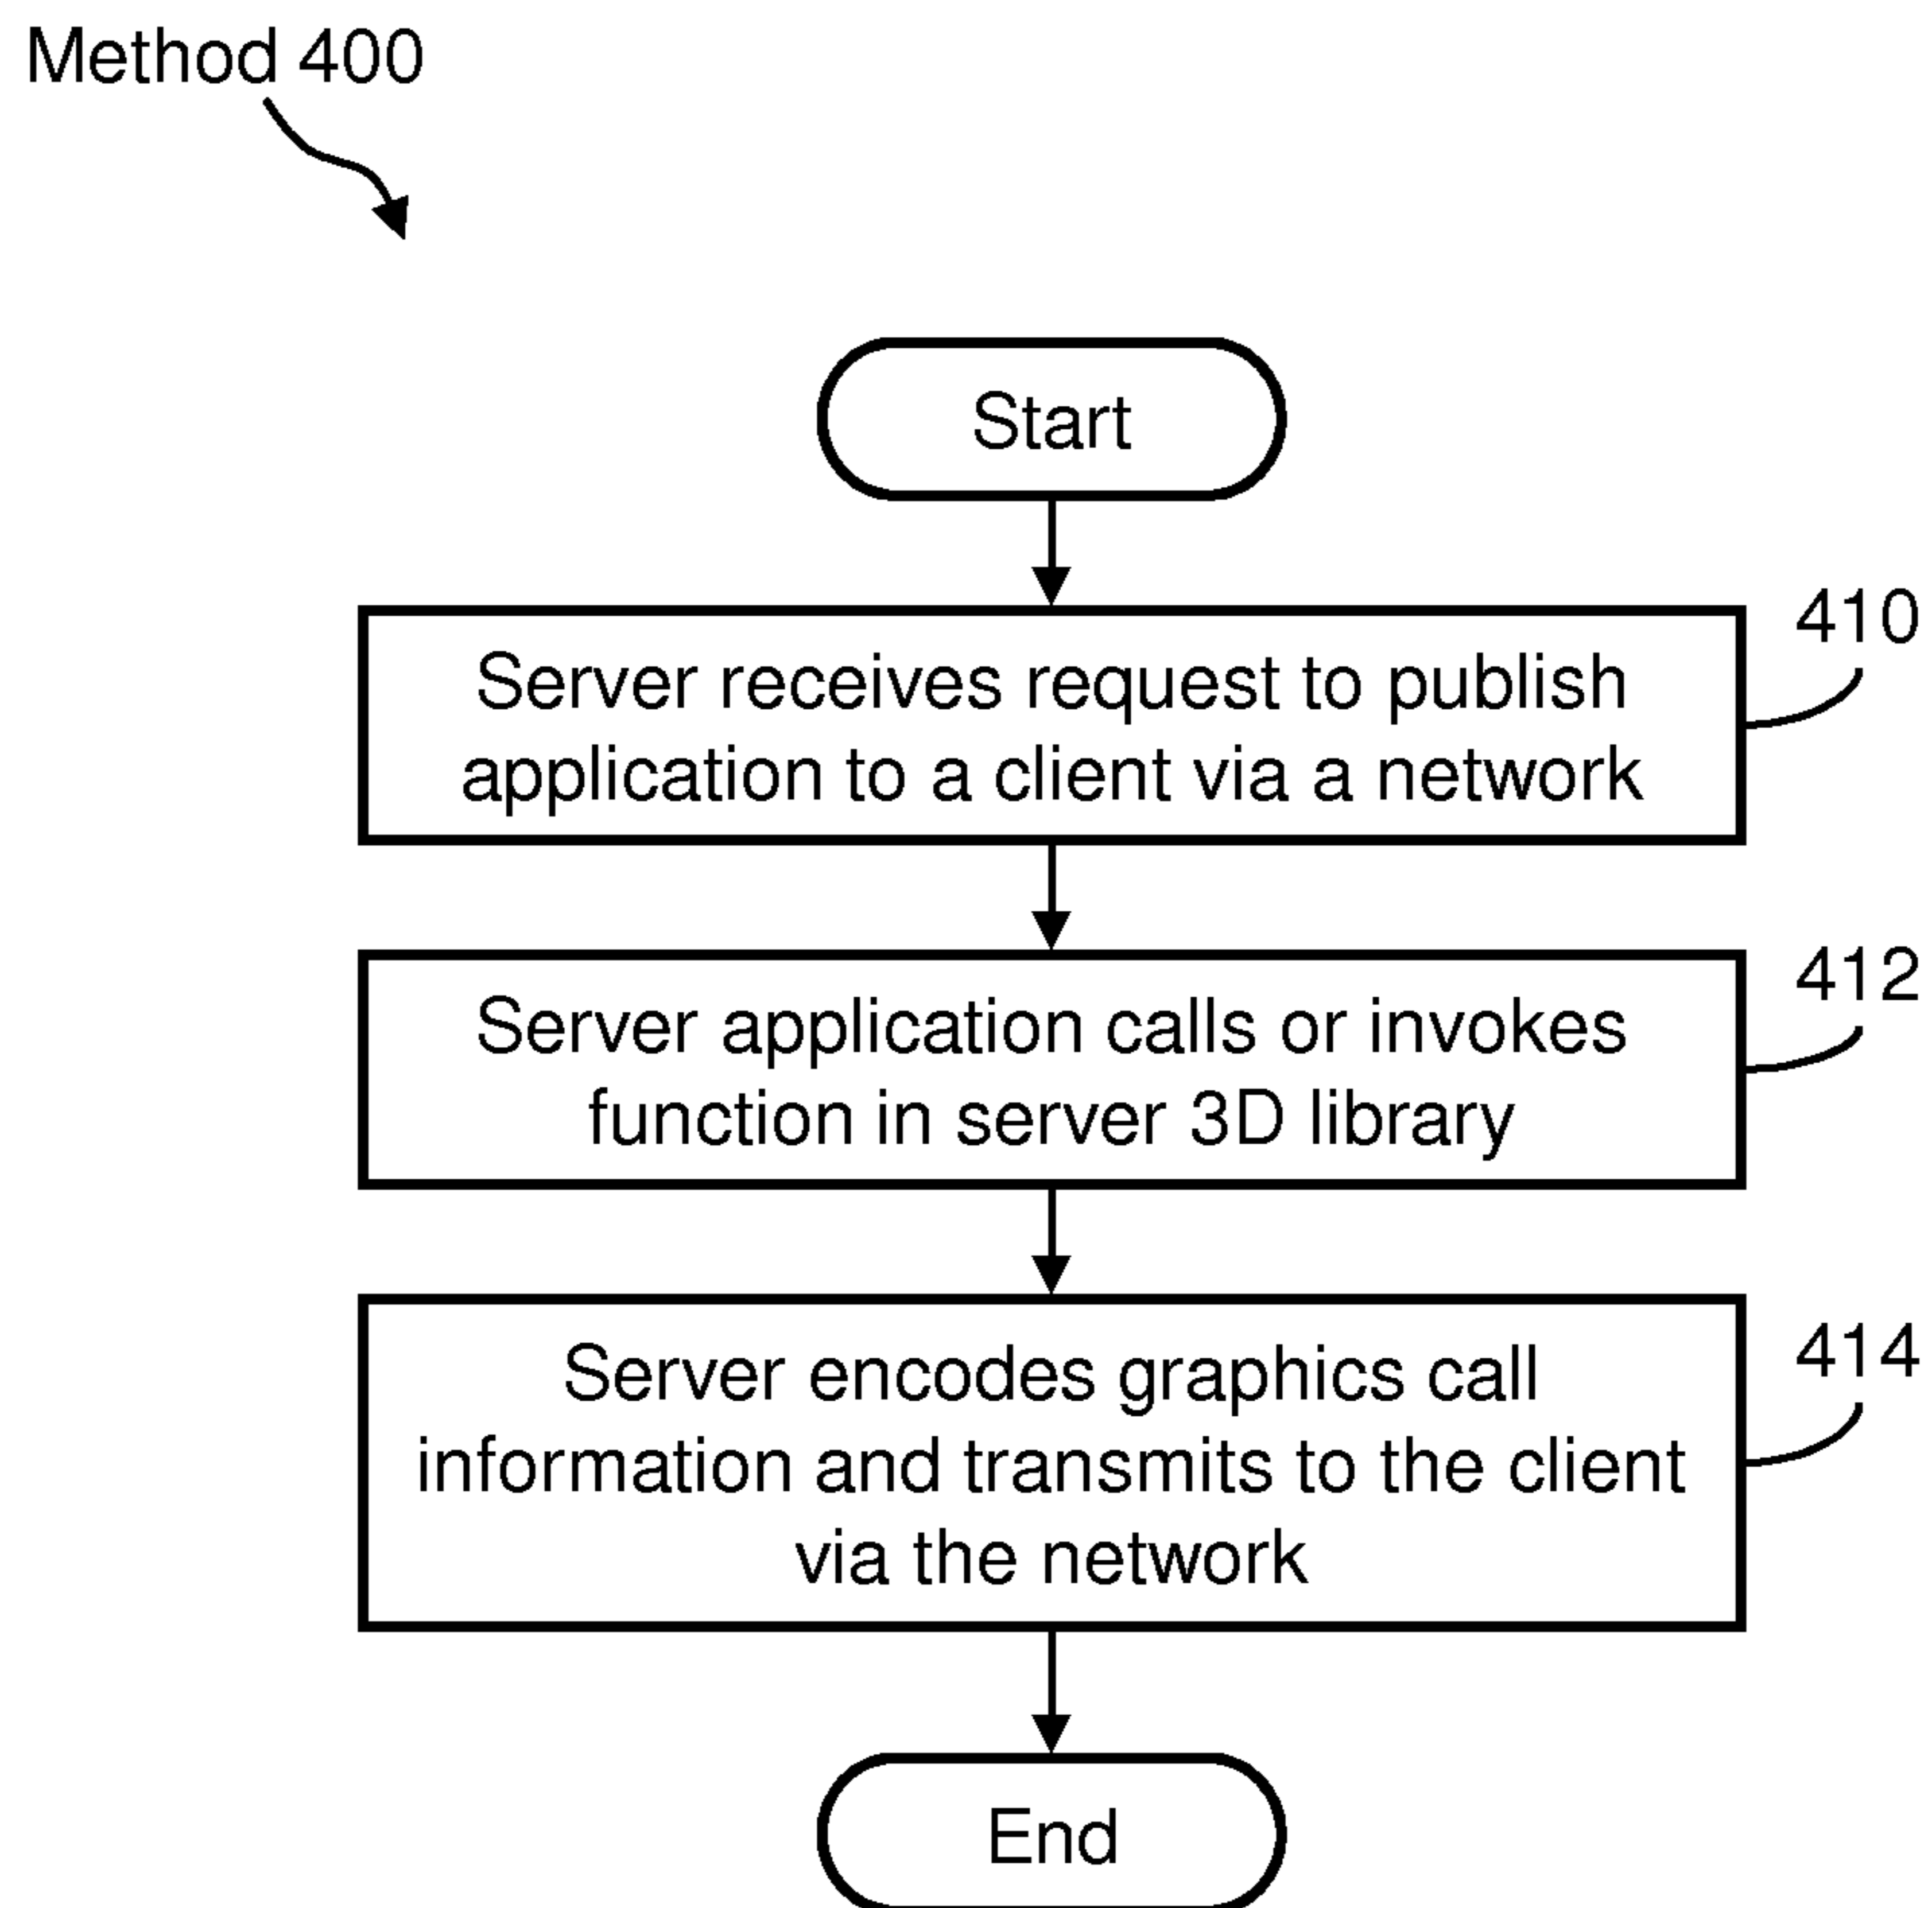 Method 400
Start
410
Server receives request to publish
application to a client via a network
412
Server application calls or invokes
function in server 3D library
414
Server encodes graphics call
information and transmits to the client
via the network
End